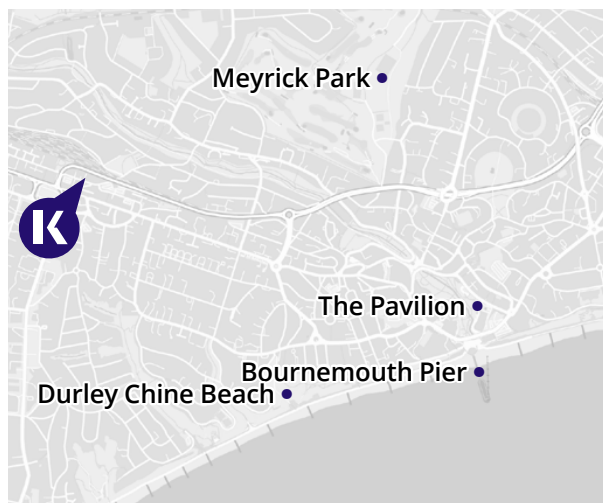 Meyrick Park
K
The Pavilion
Bournemouth Pier
Durley Chine Beach